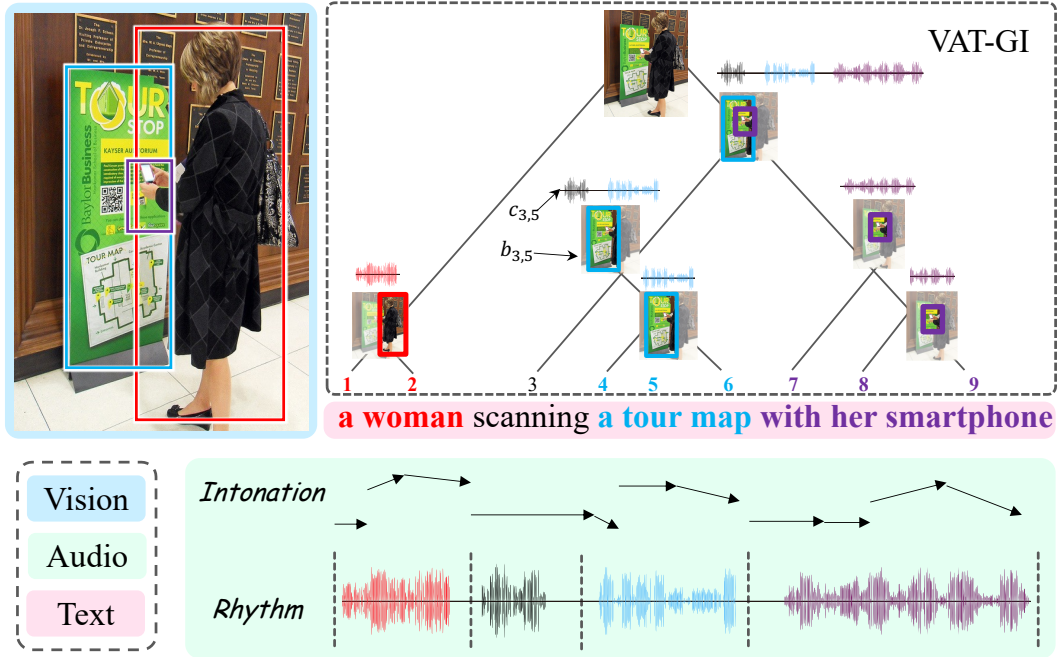 TOUR
STOP
KAYSER AUDITORIUM
BaylorBusiness
TOUR MAP
VAT-GI
c3,5
b3,5
1 2 3 4 5 6 7 8 9
a woman scanning a tour map with her smartphone
Vision
Audio
Text
Intonation
Rhythm